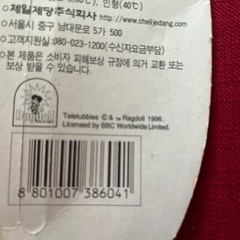 인형(40℃)
제일제당주식회사 http://www.cheiljedang.com
서울시 중구 남대문로 5가 500
고객지원실: 080-023-1200 (수신자요금부담)
본 제품은 소비자 피해보상 규정에 의거 교환 또는
보상 받을 수 있습니다.
Ragdoll
Teletubbies © & ™ Ragdoll 1996.
Licensed by BBC Worldwide Limited.
8 801007 386041